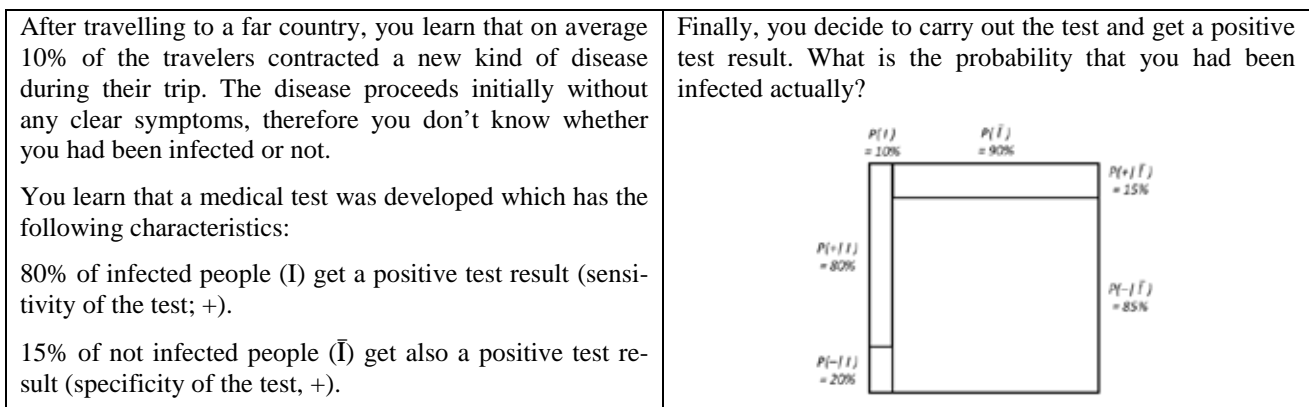 After travelling to a far country, you learn that on average
10% of the travelers contracted a new kind of disease
during their trip. The disease proceeds initially without
any clear symptoms, therefore you don't know whether
you had been infected or not.
You learn that a medical test was developed which has the
following characteristics:
80% of infected people (I) get a positive test result (sensi-
tivity of the test; +).
15% of not infected people (Ī) get also a positive test re-
sult (specificity of the test, +).
Finally, you decide to carry out the test and get a positive
test result. What is the probability that you had been
infected actually?
P(I)
= 10%
P(Ī)
= 90%
P(+|Ī)
= 15%
P(+|I)
= 80%
P(−|Ī)
= 85%
P(−|I)
= 20%